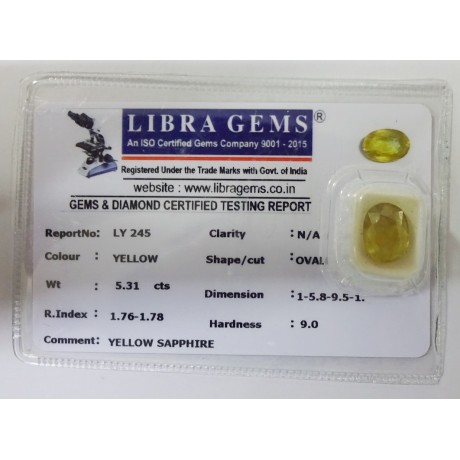 LIBRA GEMS®
An ISO Certified Gems Company 9001 - 2015
Registered Under the Trade Marks with Govt. of India
website : www.libragems.co.in
GEMS & DIAMOND CERTIFIED TESTING REPORT
ReportNo: LY 245 Clarity : N/A
Colour : YELLOW Shape/cut : OVAL
Wt : 5.31 cts Dimension : 1-5.8-9.5-1.
R.Index : 1.76-1.78 Hardness : 9.0
Comment: YELLOW SAPPHIRE